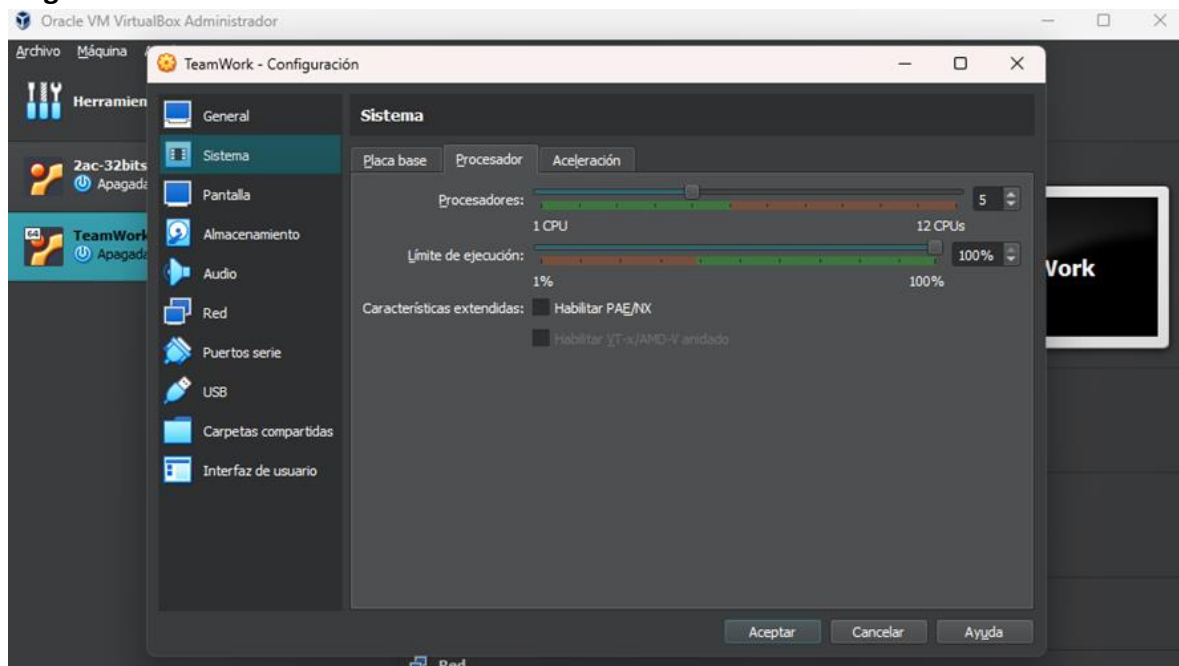 Oracle VM VirtualBox Administrador
Archivo Máquina
TeamWork - Configuració
Herramien
General
Sistema
Sistema
Placa base Procesador Aceleración
2ac-32bits
Apagada
Pantalla
Procesadores: 5
1 CPU 12 CPUs
64
TeamWork
Apagada
Almacenamiento
Límite de ejecución: 100%
1% 100%
Work
Audio
Red
Características extendidas: Habilitar PAE/NX
Habilitar VT-x/AMD-V anidado
Puertos serie
USB
Carpetas compartidas
Interfaz de usuario
Aceptar Cancelar Ayuda
Red